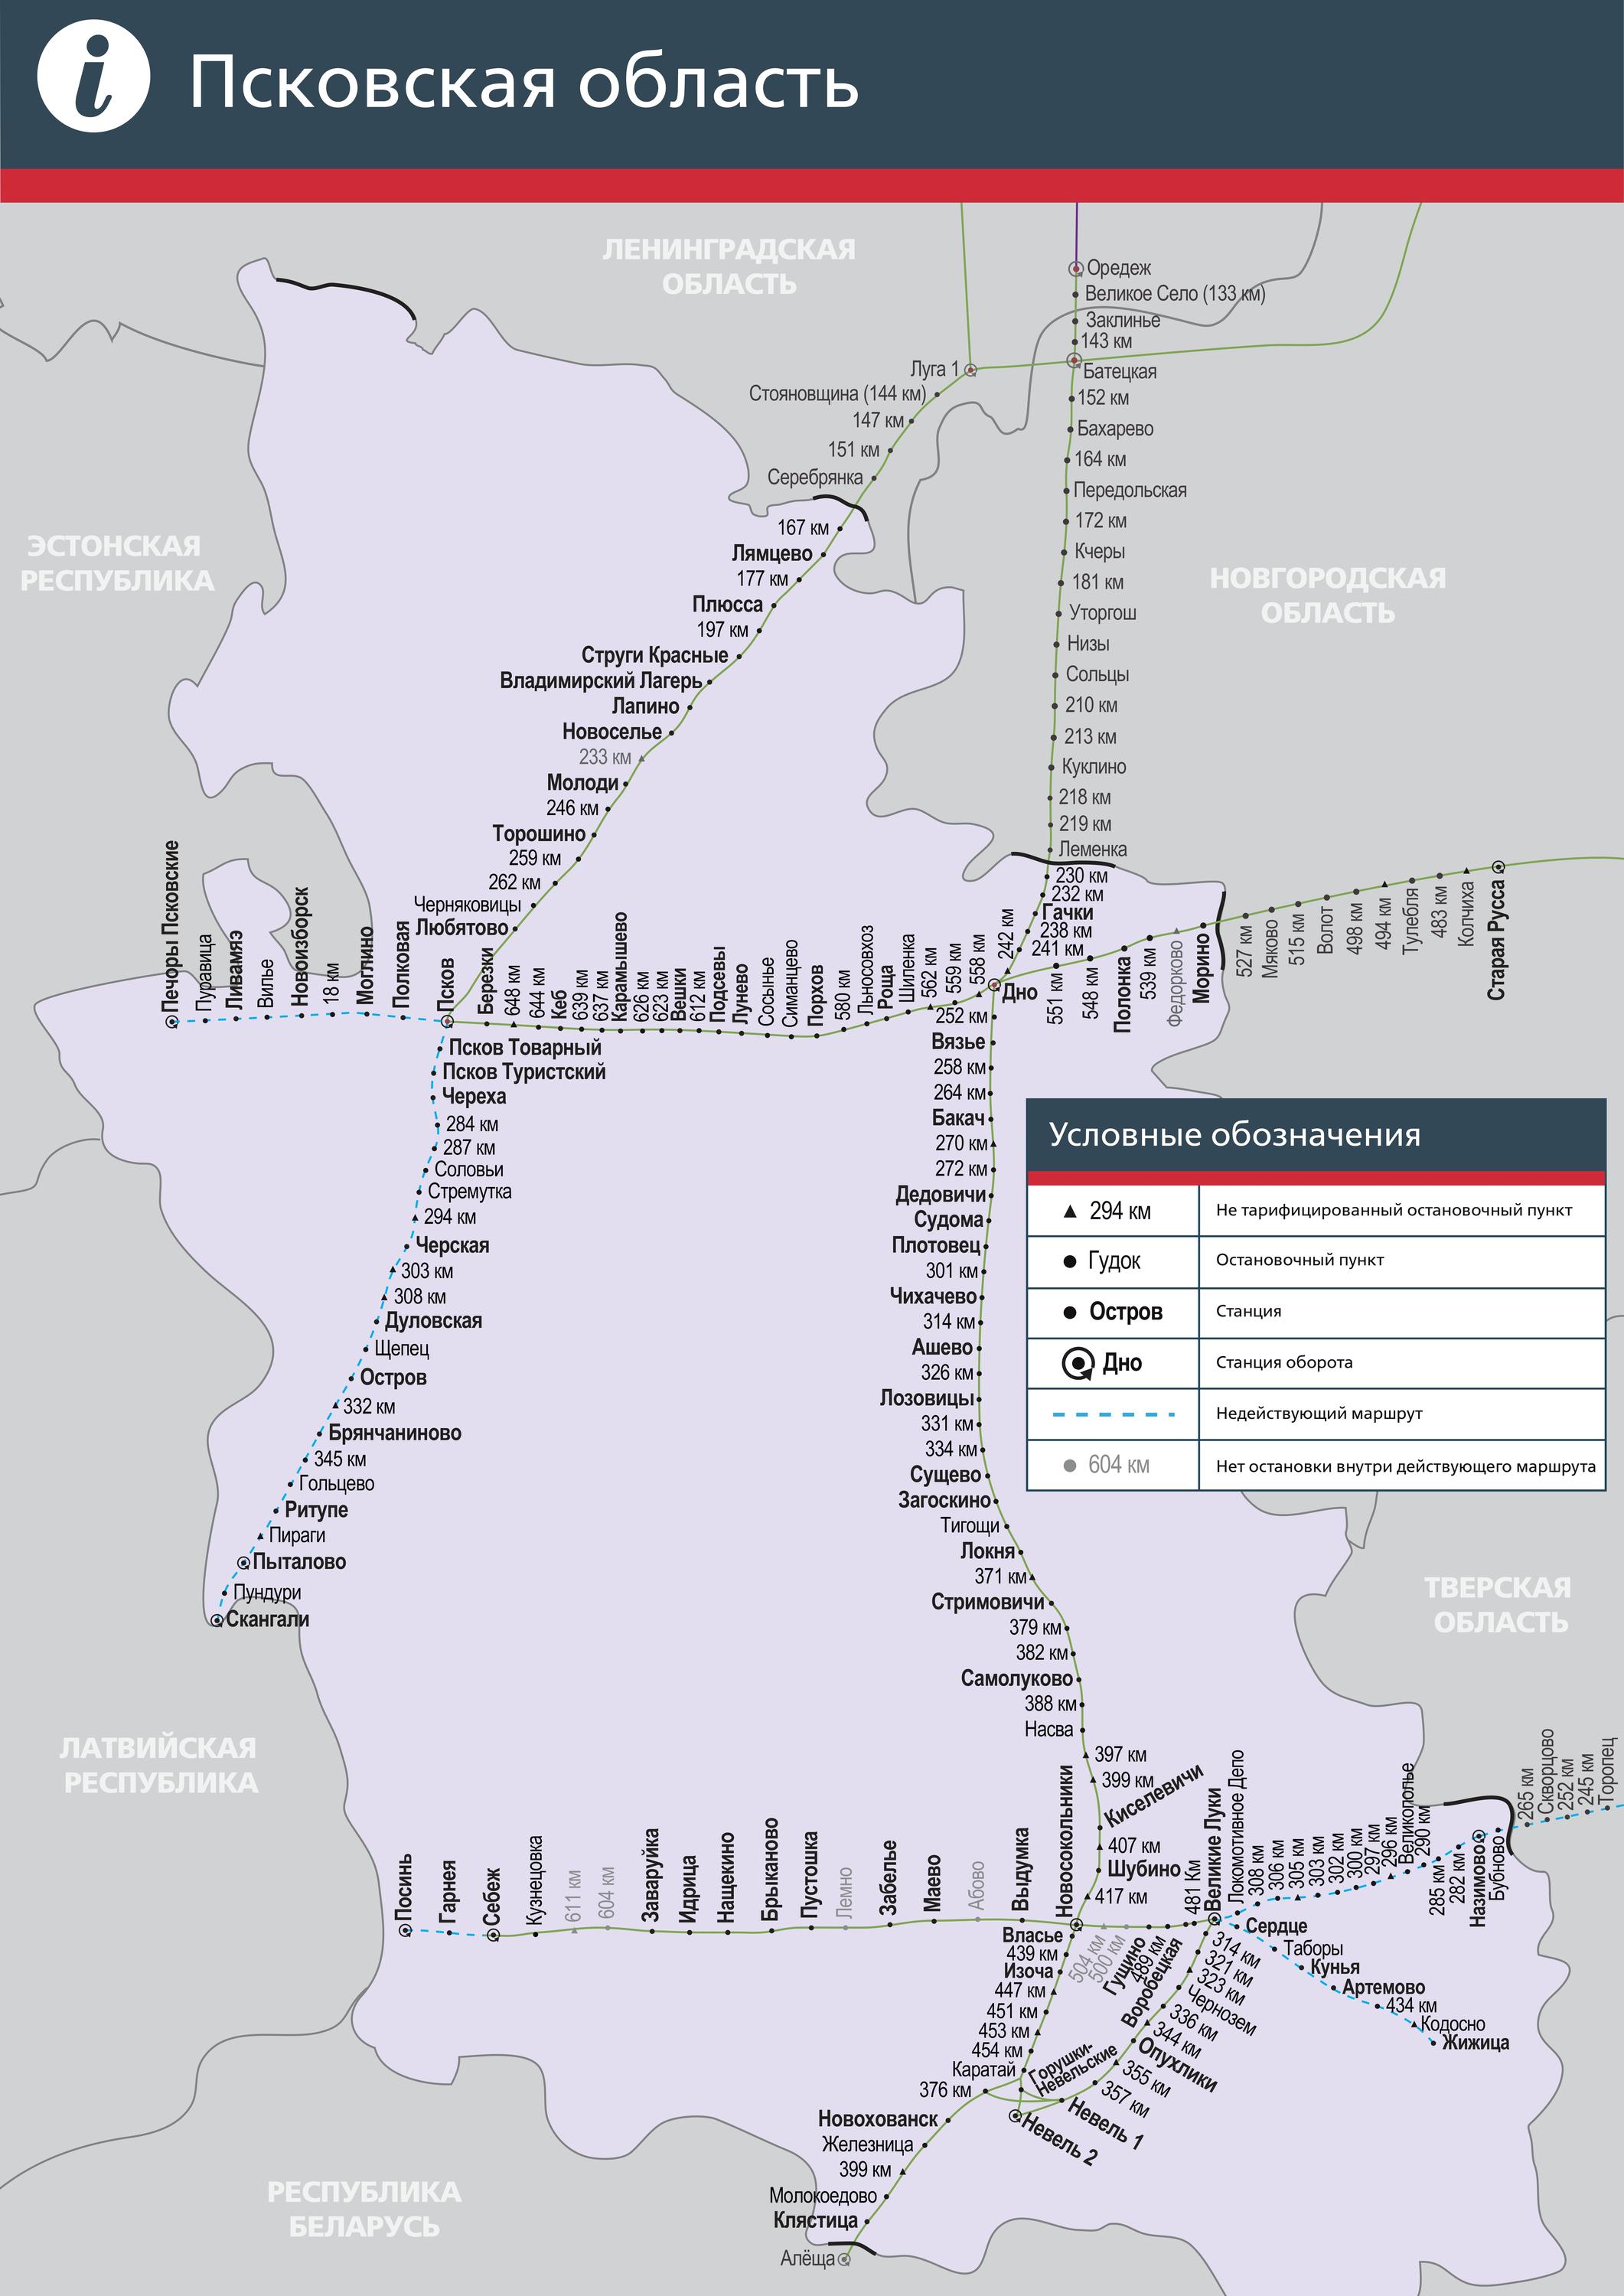 i
Псковская область
ЛЕНИНГРАДСКАЯ
ОБЛАСТЬ
ЭСТОНСКАЯ
РЕСПУБЛИКА
НОВГОРОДСКАЯ
ОБЛАСТЬ
ТВЕРСКАЯ
ОБЛАСТЬ
ЛАТВИЙСКАЯ
РЕСПУБЛИКА
РЕСПУБЛИКА
БЕЛАРУСЬ
Оредеж
Великое Село (133 км)
Заклинье
143 км
Батецкая
152 км
Бахарево
164 км
Передольская
172 км
Кчеры
181 км
Уторгош
Низы
Сольцы
210 км
213 км
Куклино
218 км
219 км
Леменка
230 км
232 км
Гачки
238 км
241 км
242 км
Дно
Луга 1
Стояновщина (144 км)
147 км
151 км
Серебрянка
167 км
Лямцево
177 км
Плюсса
197 км
Струги Красные
Владимирский Лагерь
Лапино
Новоселье
233 км
Молоди
246 км
Торошино
259 км
262 км
Черняковицы
Любятово
Печоры Псковские
Пуравица
Ливамяэ
Вилье
Новоизборск
18 км
Моглино
Полковая
Псков
Березки
648 км
644 км
Кеб
639 км
637 км
Карамышево
626 км
623 км
Вешки
612 км
Подсевы
Лунево
Сосынье
Симанцево
Порхов
580 км
Льносовхоз
Роща
Шиленка
562 км
559 км
558 км
551 км
548 км
Полонка
539 км
Федорково
Морино
527 км
Мяково
515 км
Волот
498 км
494 км
Тулебля
483 км
Колчиха
Старая Русса
Псков Товарный
Псков Туристский
Череха
284 км
287 км
Соловьи
Стремутка
294 км
Черская
303 км
308 км
Дуловская
Щепец
Остров
332 км
Брянчаниново
345 км
Гольцево
Ритупе
Пираги
Пыталово
Пундури
Скангали
252 км
Вязье
258 км
264 км
Бакач
270 км
272 км
Дедовичи
Судома
Плотовец
301 км
Чихачево
314 км
Ашево
326 км
Лозовицы
331 км
334 км
Сущево
Загоскино
Тигощи
Локня
371 км
Стримовичи
379 км
382 км
Самолуково
388 км
Насва
397 км
399 км
Киселевичи
407 км
Шубино
417 км
Новосокольники
Условные обозначения
294 км
Не тарифицированный остановочный пункт
Гудок
Остановочный пункт
Остров
Станция
Дно
Станция оборота
Недействующий маршрут
604 км
Нет остановки внутри действующего маршрута
Посинь
Гарнея
Себеж
Кузнецовка
611 км
604 км
Заваруйка
Идрица
Нащекино
Брыканово
Пустошка
Лемно
Забелье
Маево
Абово
Выдумка
504 км
500 км
Гущино
489 км
Воробецкая
481 Км
Великие Луки
Локомотивное Депо
308 км
306 км
305 км
303 км
302 км
300 км
297 км
296 км
Великополье
290 км
285 км
282 км
Назимово
Бубново
265 км
Скворцово
252 км
245 км
Торопец
Сердце
Таборы
Кунья
Артемово
434 км
Кодосно
Жижица
314 км
321 км
323 км
Чернозем
336 км
344 км
Опухлики
355 км
357 км
Невель 1
Невель 2
Власье
439 км
Изоча
447 км
451 км
453 км
454 км
Каратай
Горушки-
Невельские
376 км
Новохованск
Железница
399 км
Молокоедово
Клястица
Алёща